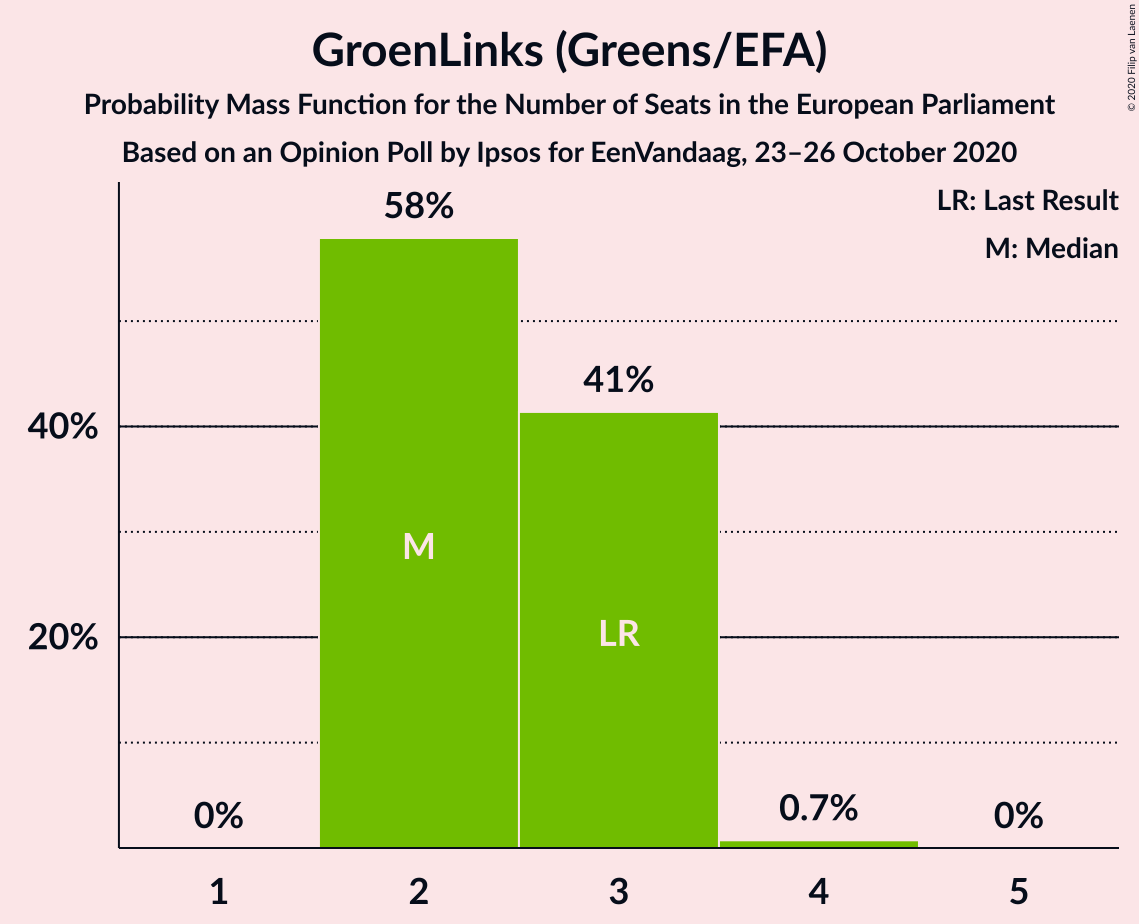 GroenLinks (Greens/EFA)
Probability Mass Function for the Number of Seats in the European Parliament
Based on an Opinion Poll by Ipsos for EenVandaag, 23–26 October 2020
© 2020 Filip van Laenen
LR: Last Result
M: Median
58%
41%
40%
M
LR
20%
0%
0.7%
0%
1
2
3
4
5